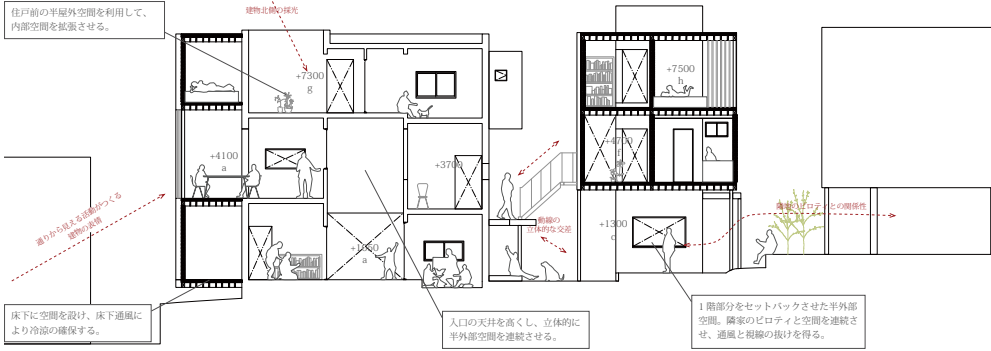 住戸前の半屋外空間を利用して、
内部空間を拡張させる。
建物北側の採光
+7300
g
+4100
a
+3700
+1050
a
+7500
h
+4700
f
+1300
c
通りから見える活動がつくる
建物の表情
動線の
立体的な交差
隣家のピロティとの関係性
床下に空間を設け、床下通風に
より冷涼の確保する。
入口の天井を高くし、立体的に
半外部空間を連続させる。
1 階部分をセットバックさせた半外部
空間。隣家のピロティと空間を連続さ
せ、通風と視線の抜けを得る。